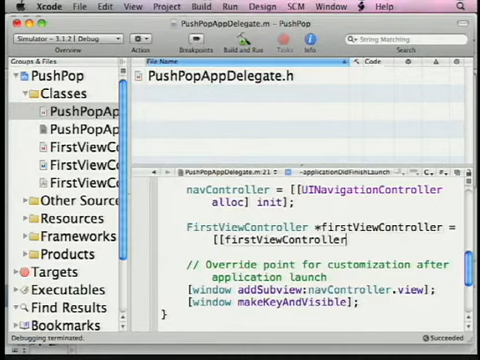 Xcode File Edit View Project Build Run Design SCM Window Help
PushPopAppDelegate.m – PushPop
Simulator - 3.1.2 | Debug
Overview Action Breakpoints Build and Run Tasks Info Search
String Matching
Groups & Files
File Name
Code
PushPop
Classes
PushPopAp
PushPopAp
FirstViewCo
FirstViewCo
FirstViewCo
Other Source
Resources
Frameworks
Products
Targets
Executables
Find Results
Bookmarks
PushPopAppDelegate.h
PushPopAppDelegate.m:21
-applicationDidFinishLaunch
navController = [[UINavigationController
alloc] init];
FirstViewController *firstViewController =
[[firstViewController
// Override point for customization after
application launch
[window addSubview:navController.view];
[window makeKeyAndVisible];
}
Debugging terminated.
Succeeded